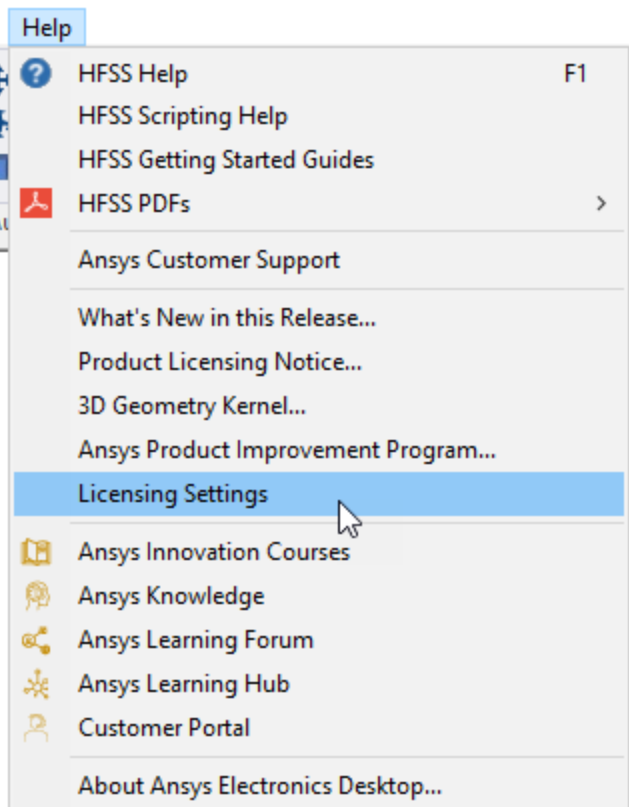 Help
HFSS Help F1
HFSS Scripting Help
HFSS Getting Started Guides
HFSS PDFs
Ansys Customer Support
What's New in this Release...
Product Licensing Notice...
3D Geometry Kernel...
Ansys Product Improvement Program...
Licensing Settings
Ansys Innovation Courses
Ansys Knowledge
Ansys Learning Forum
Ansys Learning Hub
Customer Portal
About Ansys Electronics Desktop...